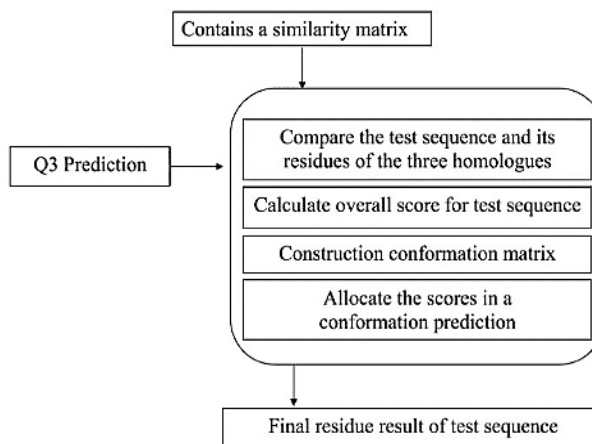 Contains a similarity matrix
Compare the test sequence and its
residues of the three homologues
Q3 Prediction
Calculate overall score for test sequence
Construction conformation matrix
Allocate the scores in a
conformation prediction
Final residue result of test sequence